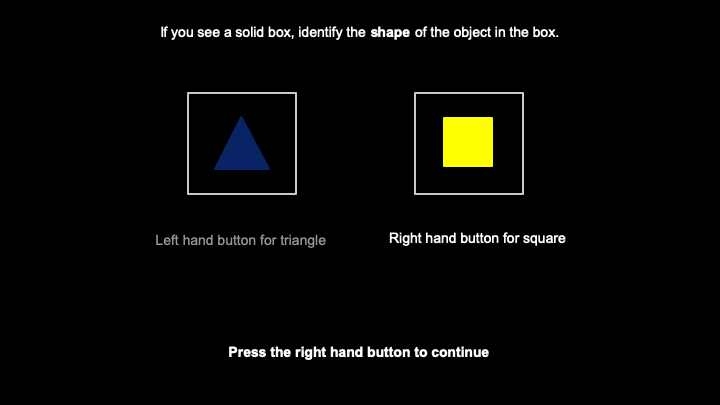 If you see a solid box, identify the shape of the object in the box.
Left hand button for triangle
Right hand button for square
Press the right hand button to continue